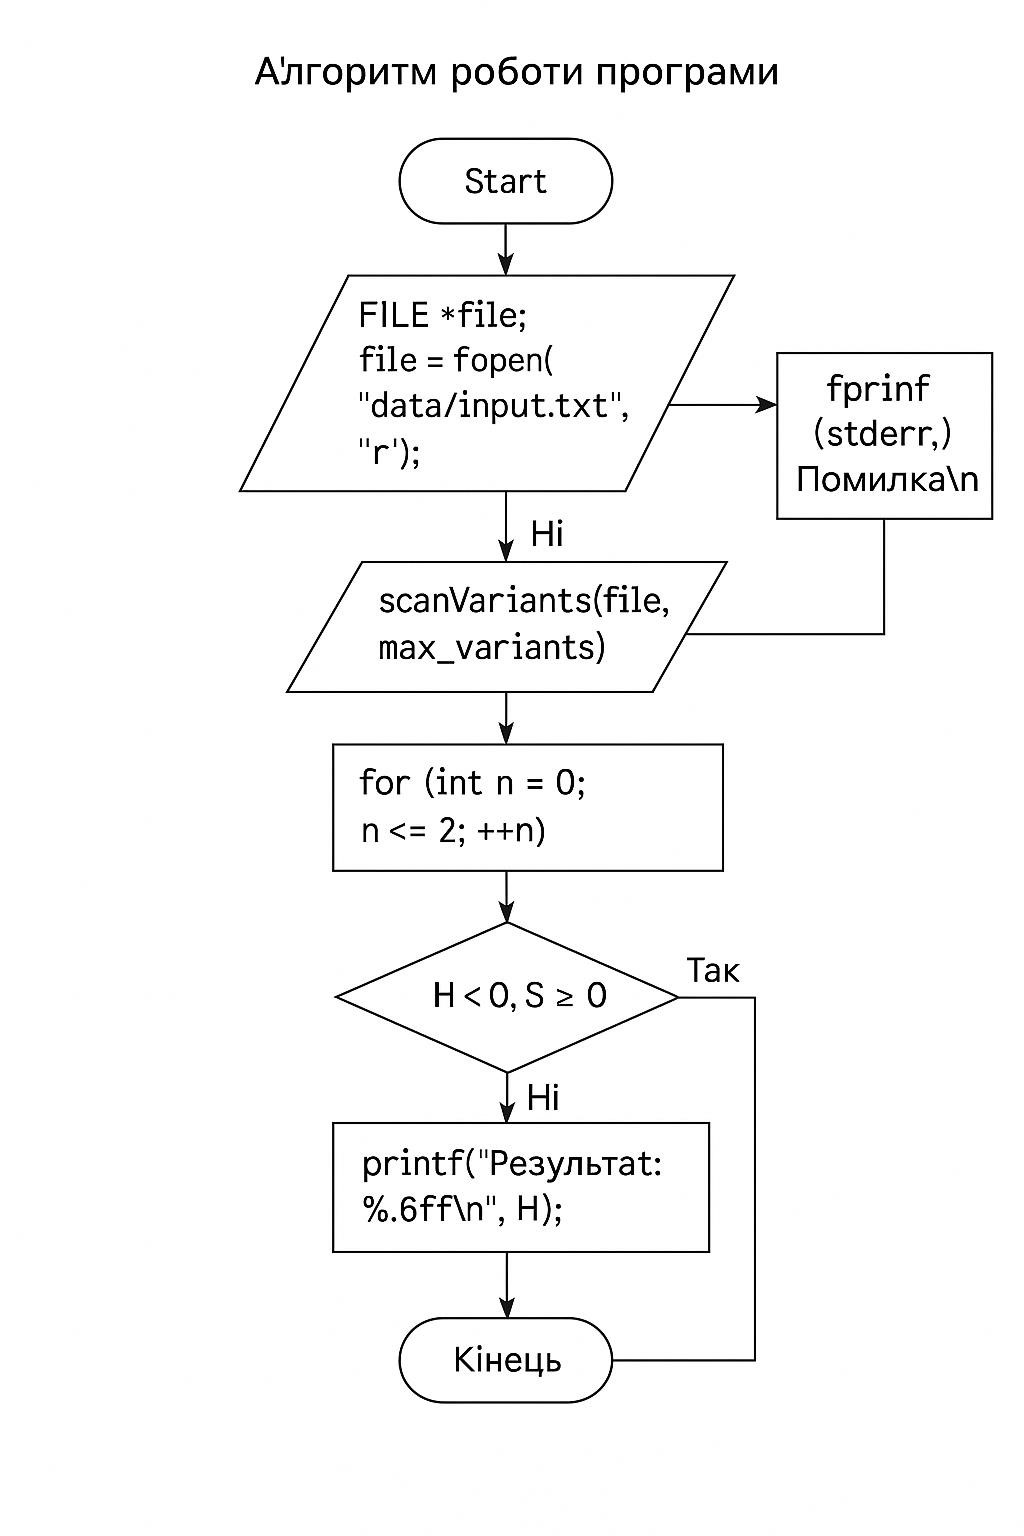 А'лгоритм роботи програми
Start
FILE *file;
file = fopen(
"data/input.txt",
"r');
fprinf
(stderr,)
Помилка\n
Ні
scanVariants(file,
max_variants)
for (int n = 0;
n <= 2; ++n)
H < 0, S ≥ 0
Так
Ні
printf("Результат:
%.6ff\n", H);
Кінець